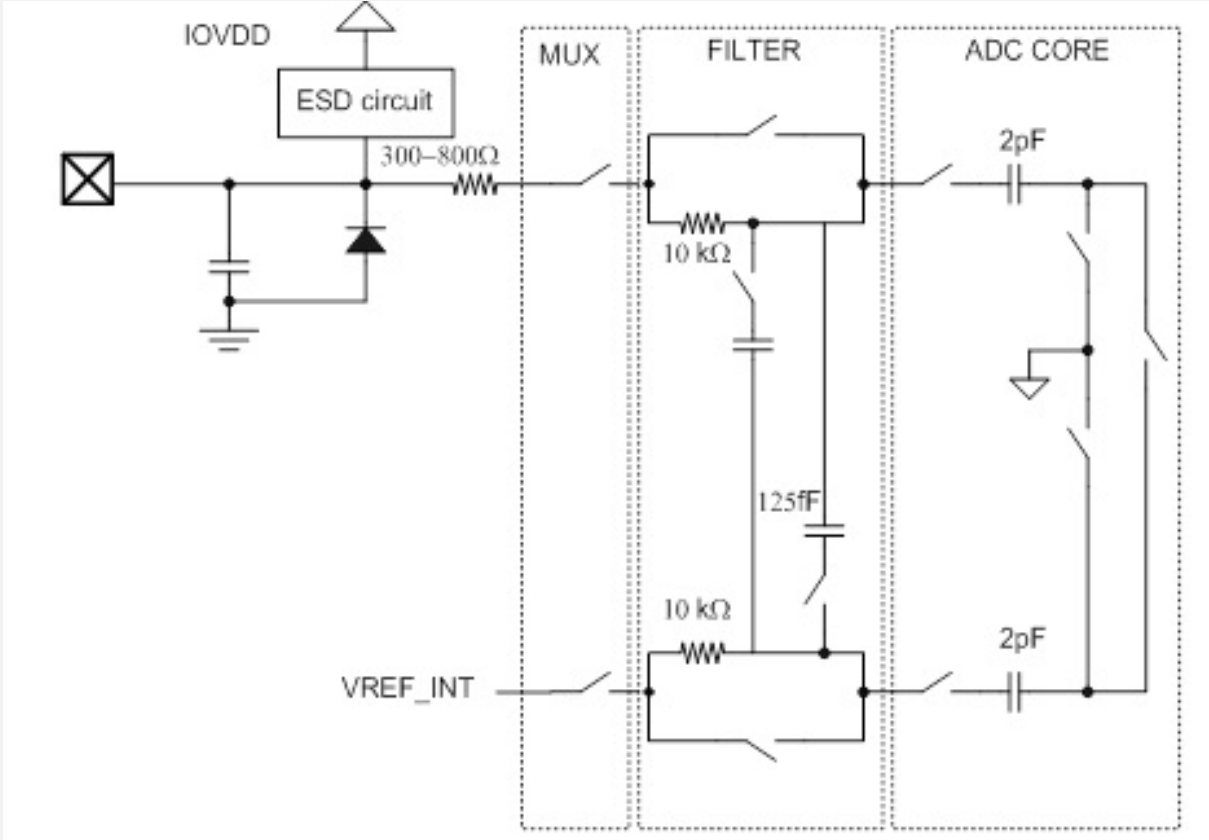 IOVDD
MUX
FILTER
ADC CORE
ESD circuit
300–800Ω
2pF
10 kΩ
125fF
10 kΩ
2pF
VREF_INT